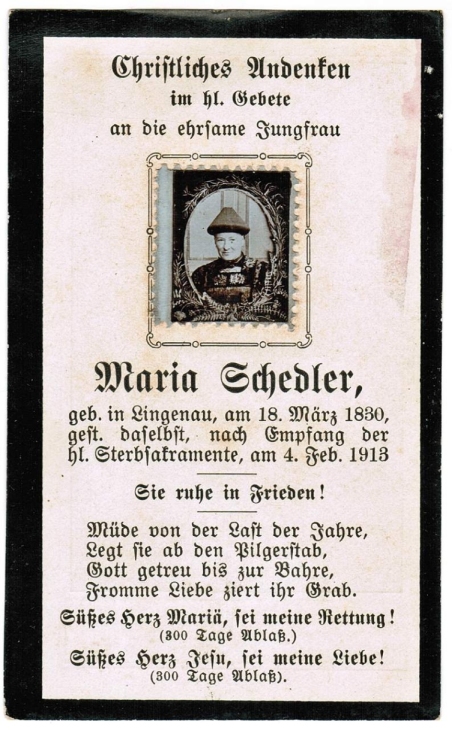 Christliches Andenken
im hl. Gebete
an die ehrsame Jungfrau
Maria Schedler,
geb. in Lingenau, am 18. März 1830,
gest. daselbst, nach Empfang der
hl. Sterbsakramente, am 4. Feb. 1913
Sie ruhe in Frieden!
Müde von der Last der Jahre,
Legt sie ab den Pilgerstab,
Gott getreu bis zur Bahre,
Fromme Liebe ziert ihr Grab.
Süßes Herz Mariä, sei meine Rettung!
(300 Tage Ablaß.)
Süßes Herz Jesu, sei meine Liebe!
(300 Tage Ablaß).